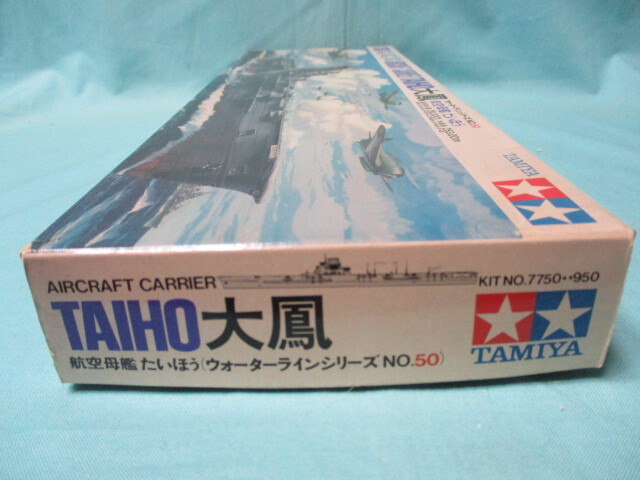 AIRCRAFT CARRIER
KIT NO.7750••950
TAIHO大鳳
航空母艦 たいほう(ウォーターラインシリーズ NO.50)
TAMIYA
TAMIYA